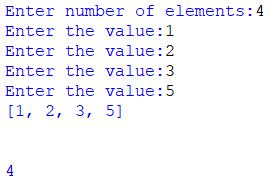 Enter number of elements:4
Enter the value:1
Enter the value:2
Enter the value:3
Enter the value:5
[1, 2, 3, 5]
4